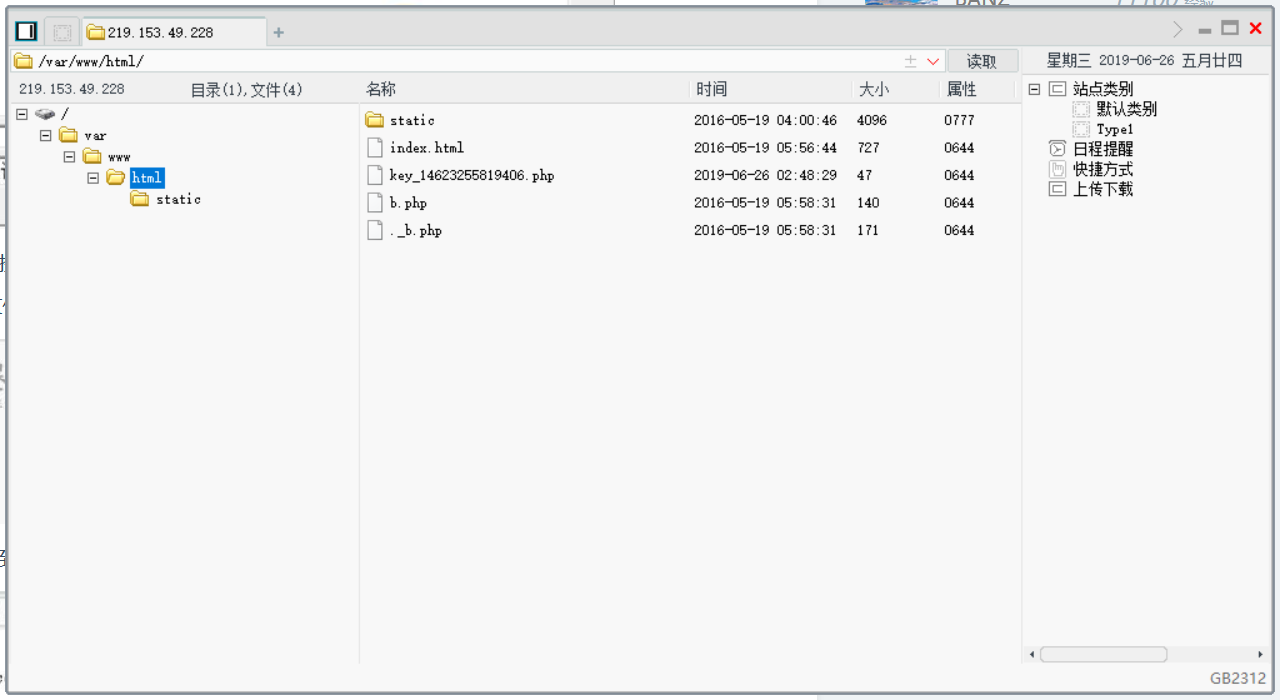 219.153.49.228
/var/www/html/
读取
星期三 2019-06-26 五月廿四
219.153.49.228 目录(1),文件(4)
名称 时间 大小 属性
/
var
www
html
static
static 2016-05-19 04:00:46 4096 0777
index.html 2016-05-19 05:56:44 727 0644
key_14623255819406.php 2019-06-26 02:48:29 47 0644
b.php 2016-05-19 05:58:31 140 0644
._b.php 2016-05-19 05:58:31 171 0644
站点类别
默认类别
Type1
日程提醒
快捷方式
上传下载
GB2312